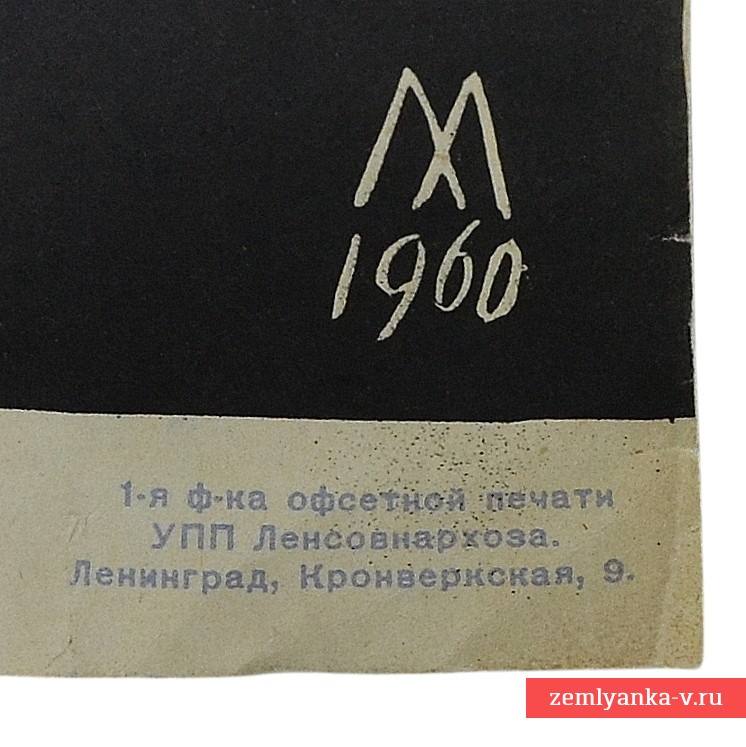 М
1960
1-я ф-ка офсетной печати
УПП Ленсовнархоза.
Ленинград, Кронверкская, 9.
zemlyanka-v.ru